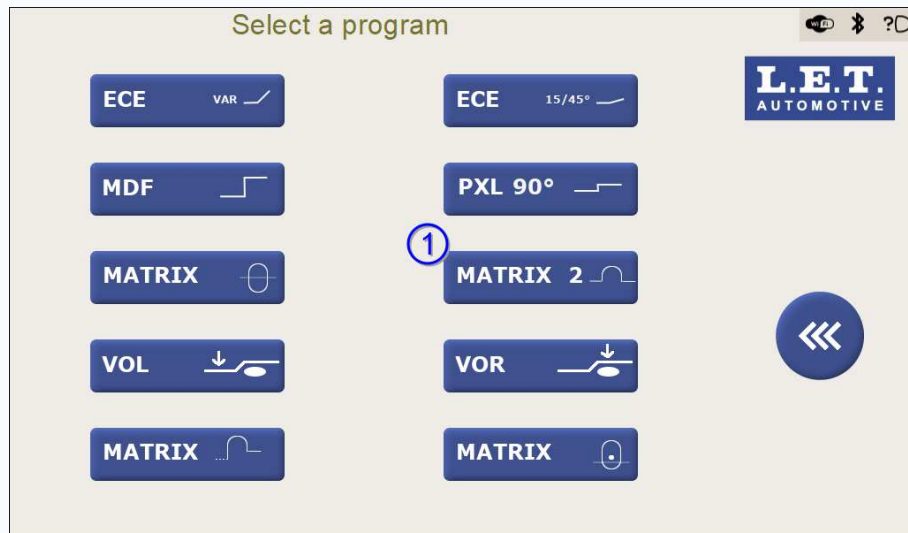 Select a program
WiFi
?
L.E.T.
AUTOMOTIVE
ECE VAR
ECE 15/45°
MDF
PXL 90°
1
MATRIX
MATRIX 2
VOL
VOR
MATRIX
MATRIX